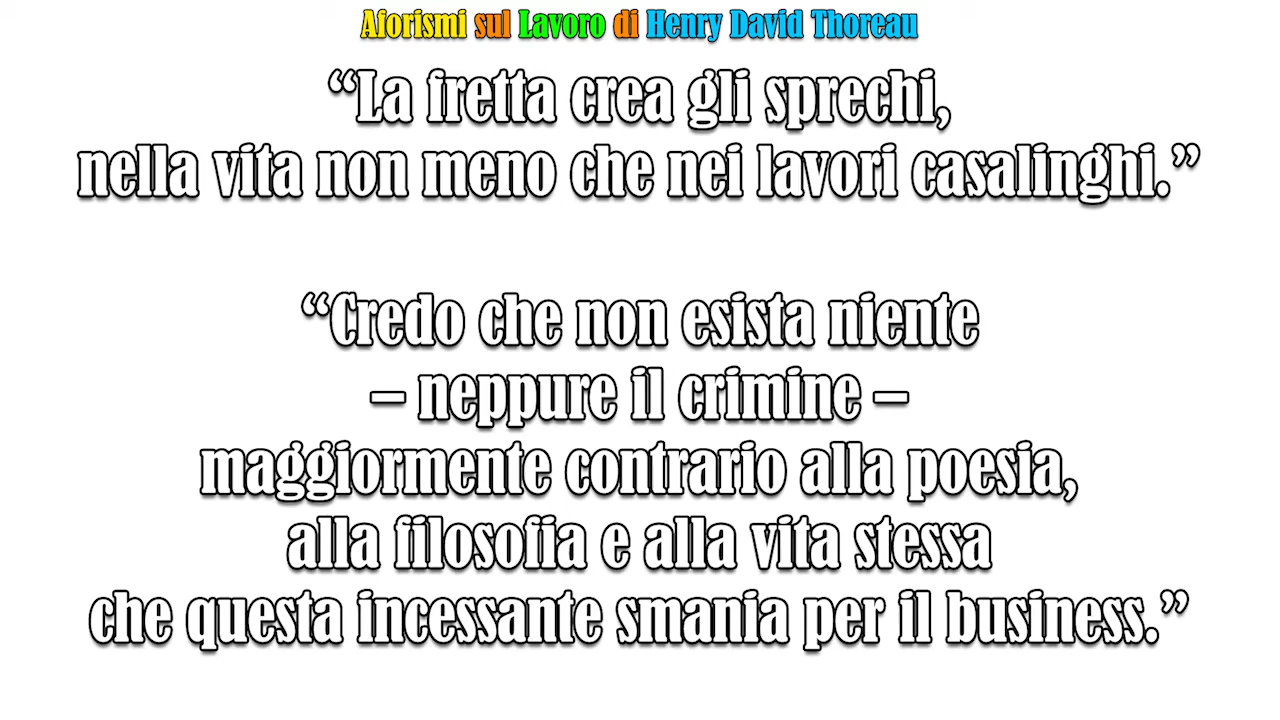 Aforismi sul Lavoro di Henry David Thoreau
“La fretta crea gli sprechi,
nella vita non meno che nei lavori casalinghi.”
“Credo che non esista niente
– neppure il crimine –
maggiormente contrario alla poesia,
alla filosofia e alla vita stessa
che questa incessante smania per il business.”